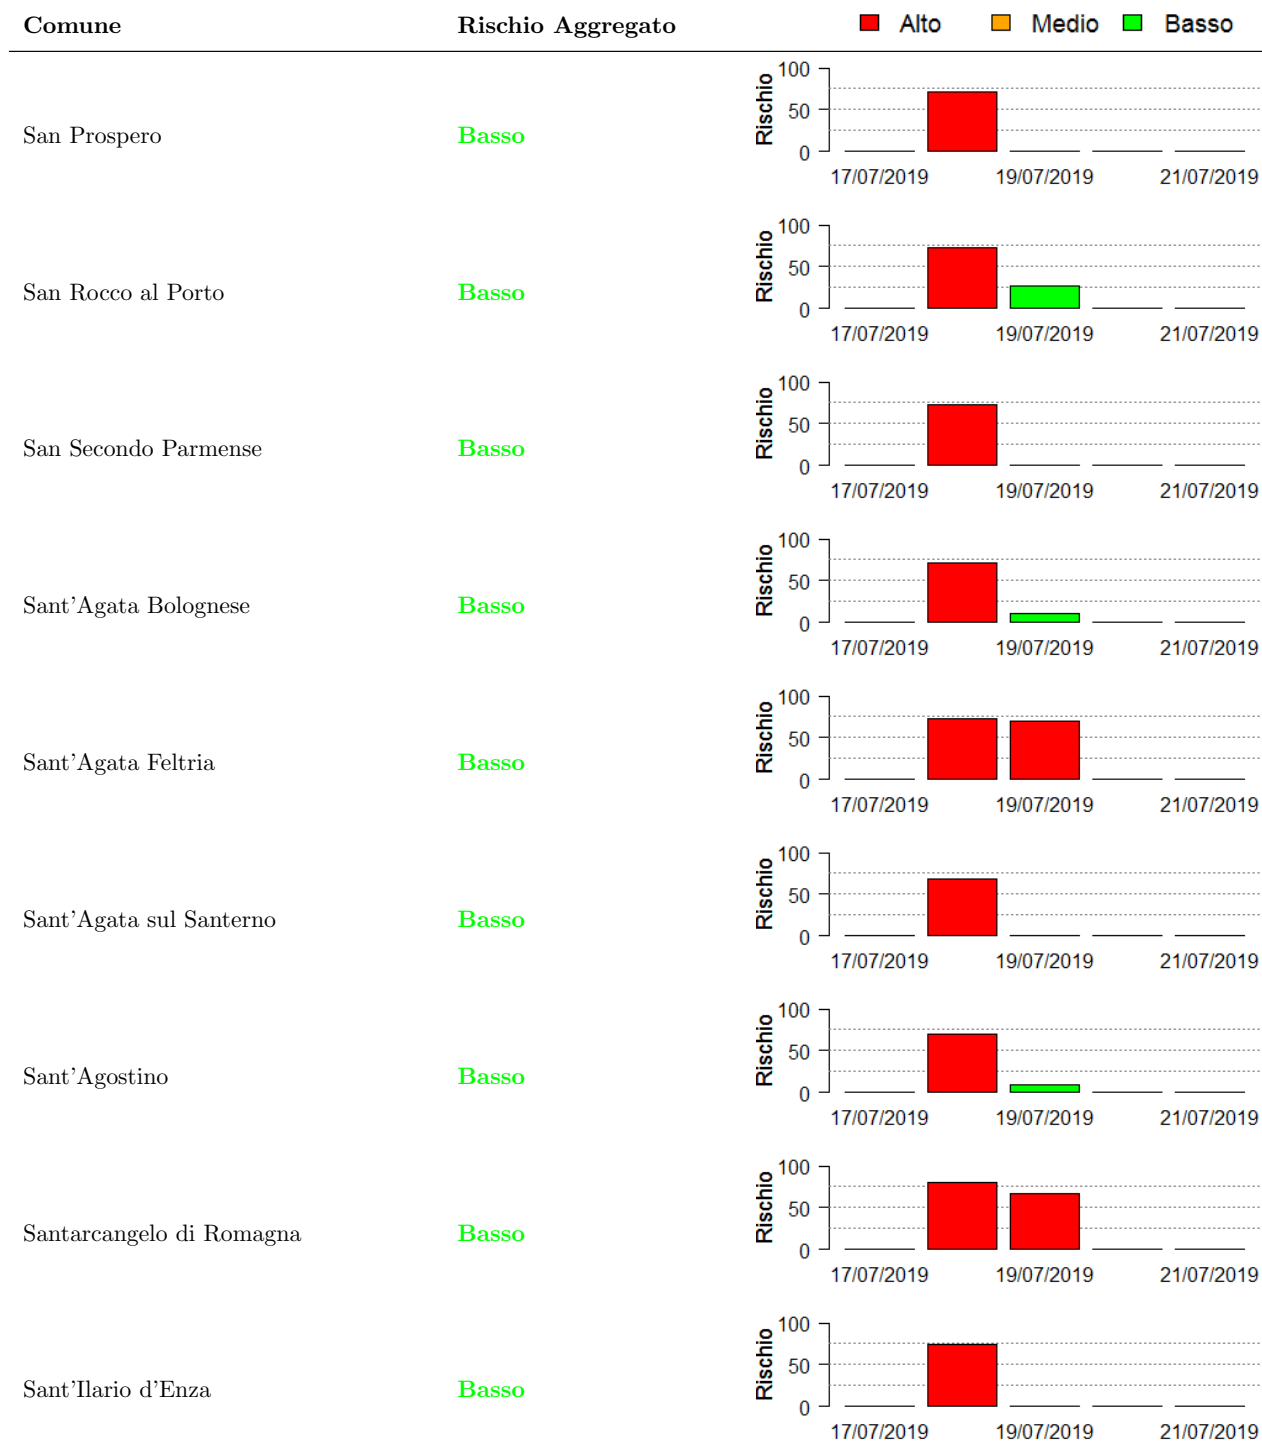 Comune Rischio Aggregato Alto Medio Basso
San Prospero Basso
Rischio
100
50
0
17/07/2019 19/07/2019 21/07/2019
San Rocco al Porto Basso
Rischio
100
50
0
17/07/2019 19/07/2019 21/07/2019
San Secondo Parmense Basso
Rischio
100
50
0
17/07/2019 19/07/2019 21/07/2019
Sant'Agata Bolognese Basso
Rischio
100
50
0
17/07/2019 19/07/2019 21/07/2019
Sant'Agata Feltria Basso
Rischio
100
50
0
17/07/2019 19/07/2019 21/07/2019
Sant'Agata sul Santerno Basso
Rischio
100
50
0
17/07/2019 19/07/2019 21/07/2019
Sant'Agostino Basso
Rischio
100
50
0
17/07/2019 19/07/2019 21/07/2019
Santarcangelo di Romagna Basso
Rischio
100
50
0
17/07/2019 19/07/2019 21/07/2019
Sant'Ilario d'Enza Basso
Rischio
100
50
0
17/07/2019 19/07/2019 21/07/2019